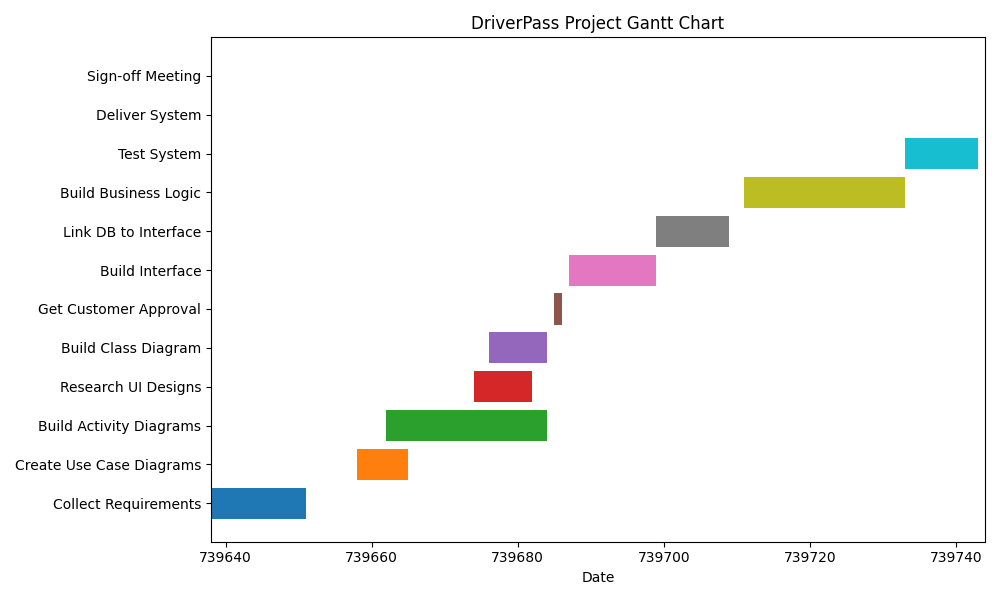 DriverPass Project Gantt Chart
Sign-off Meeting
Deliver System
Test System
Build Business Logic
Link DB to Interface
Build Interface
Get Customer Approval
Build Class Diagram
Research UI Designs
Build Activity Diagrams
Create Use Case Diagrams
Collect Requirements
739640 739660 739680 739700 739720 739740
Date